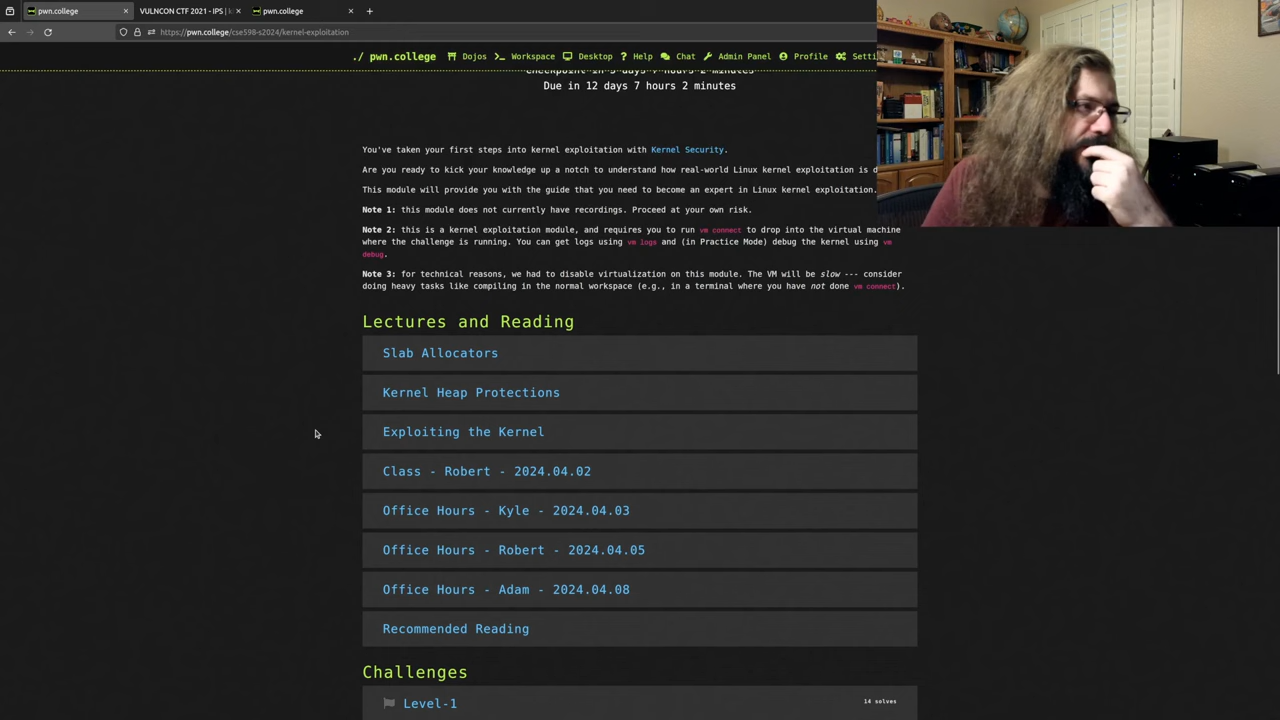 pwn.college
VULNCON CTF 2021 - IPS | k
pwn.college
https://pwn.college/cse598-s2024/kernel-exploitation
./ pwn.college
Dojos
Workspace
Desktop
Help
Chat
Admin Panel
Profile
Setti
Due in 12 days 7 hours 2 minutes
You've taken your first steps into kernel exploitation with Kernel Security.
Are you ready to kick your knowledge up a notch to understand how real-world Linux kernel exploitation is d
This module will provide you with the guide that you need to become an expert in Linux kernel exploitation.
Note 1: this module does not currently have recordings. Proceed at your own risk.
Note 2: this is a kernel exploitation module, and requires you to run vm connect to drop into the virtual machine
where the challenge is running. You can get logs using vm logs and (in Practice Mode) debug the kernel using vm
debug.
Note 3: for technical reasons, we had to disable virtualization on this module. The VM will be slow --- consider
doing heavy tasks like compiling in the normal workspace (e.g., in a terminal where you have not done vm connect).
Lectures and Reading
Slab Allocators
Kernel Heap Protections
Exploiting the Kernel
Class - Robert - 2024.04.02
Office Hours - Kyle - 2024.04.03
Office Hours - Robert - 2024.04.05
Office Hours - Adam - 2024.04.08
Recommended Reading
Challenges
Level-1
14 solves